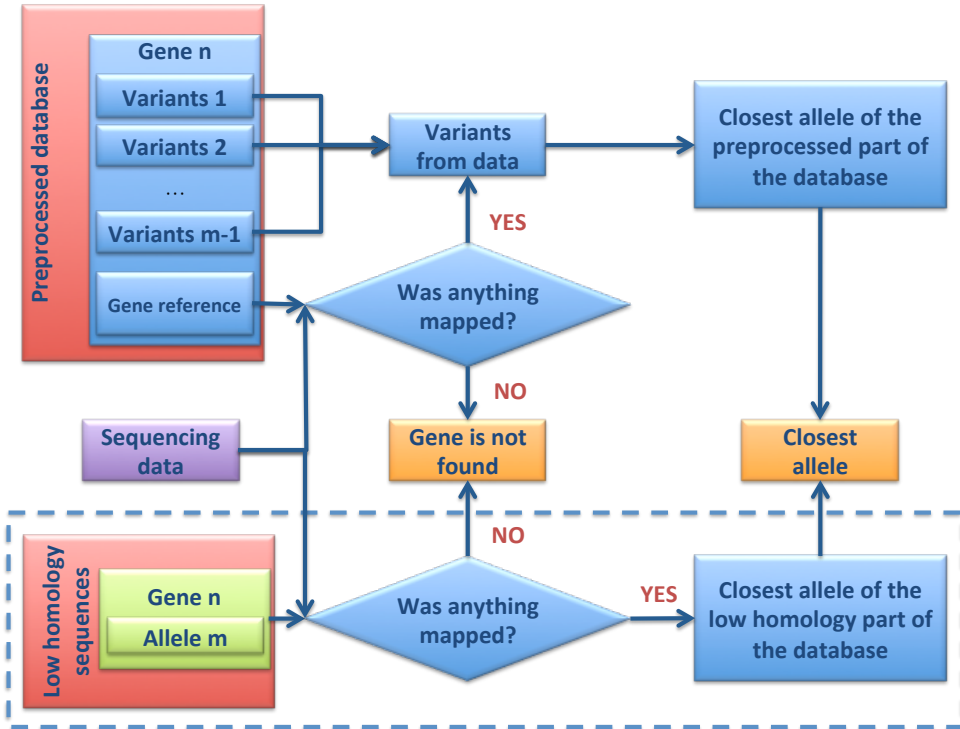 Preprocessed database
Gene n
Variants 1
Variants 2
...
Variants m-1
Gene reference
Variants
from data
Closest allele of the
preprocessed part of
the database
YES
Was anything
mapped?
NO
Sequencing
data
Gene is not
found
Closest
allele
Low homology
sequences
Gene n
Allele m
NO
Was anything
mapped?
YES
Closest allele of the
low homology part of
the database